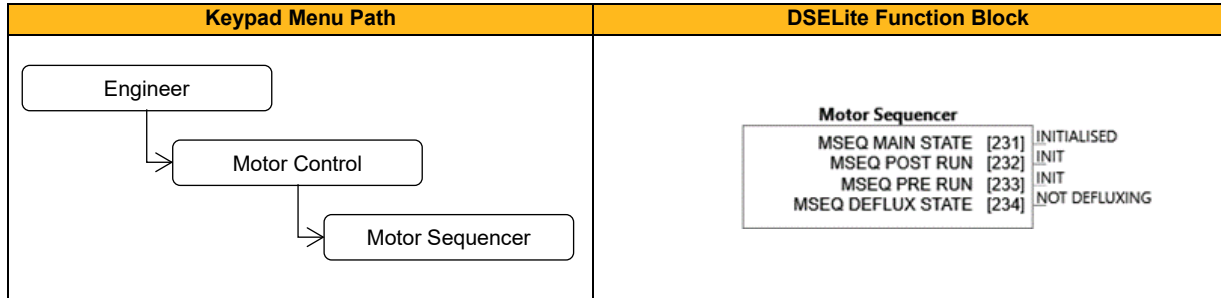 Keypad Menu Path
DSELite Function Block
Engineer
Motor Control
Motor Sequencer
Motor Sequencer
MSEQ MAIN STATE [231] INITIALISED
MSEQ POST RUN [232] INIT
MSEQ PRE RUN [233] INIT
MSEQ DEFLUX STATE [234] NOT DEFLUXING